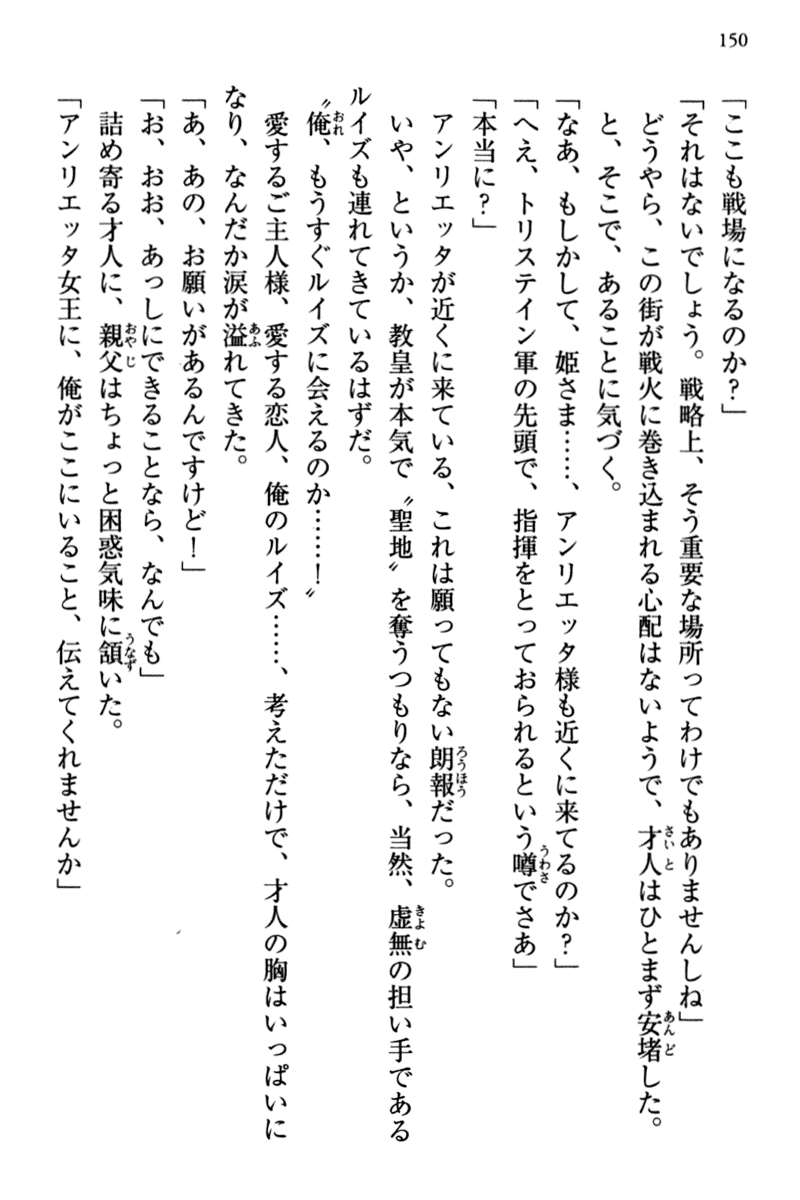 150
「ここも戦場になるのか？」
「それはないでしょう。戦略上、そう重要な場所ってわけでもありませんしね」
どうやら、この街が戦火に巻き込まれる心配はないようで、才人はひとまず安堵した。
と、そこで、あることに気づく。
「なあ、もしかして、姫さま……、アンリエッタ様も近くに来てるのか？」
「へえ、トリステイン軍の先頭で、指揮をとっておられるという噂でさあ」
「本当に？」
アンリエッタが近くに来ている、これは願ってもない朗報だった。
いや、というか、教皇が本気で〝聖地〟を奪うつもりなら、当然、虚無の担い手である
ルイズも連れてきているはずだ。
〝俺、もうすぐルイズに会えるのか……！〟
愛するご主人様、愛する恋人、俺のルイズ……、考えただけで、才人の胸はいっぱいに
なり、なんだか涙が溢れてきた。
「あ、あの、お願いがあるんですけど！」
「お、おお、あっしにできることなら、なんでも」
詰め寄る才人に、親父はちょっと困惑気味に頷いた。
「アンリエッタ女王に、俺がここにいること、伝えてくれませんか」